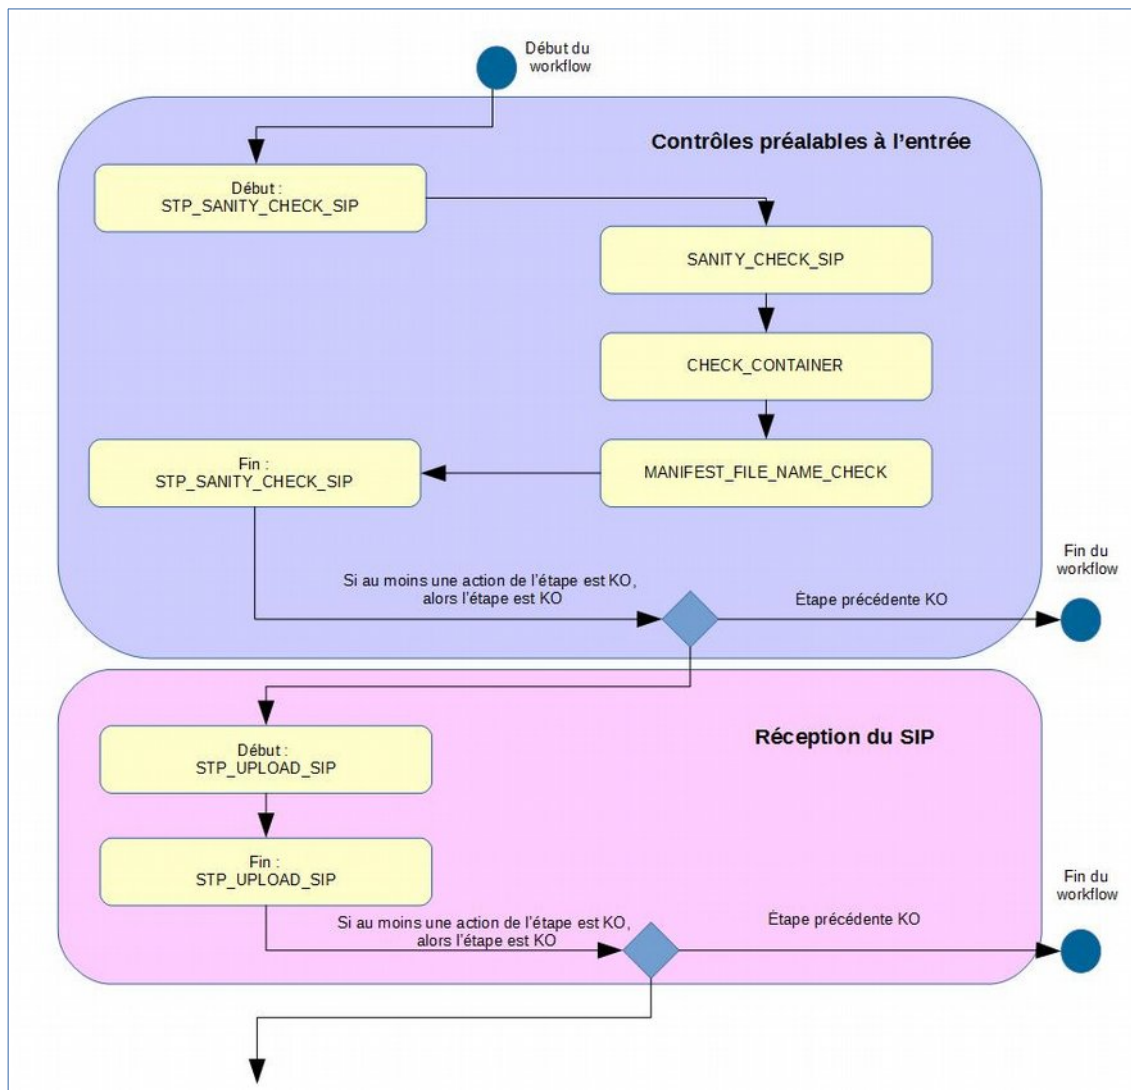 Début du
workflow
Contrôles préalables à l’entrée
Début :
STP_SANITY_CHECK_SIP
SANITY_CHECK_SIP
CHECK_CONTAINER
Fin :
STP_SANITY_CHECK_SIP
MANIFEST_FILE_NAME_CHECK
Fin du
workflow
Si au moins une action de l’étape est KO,
alors l’étape est KO
Étape précédente KO
Réception du SIP
Début :
STP_UPLOAD_SIP
Fin :
STP_UPLOAD_SIP
Fin du
workflow
Si au moins une action de l’étape est KO,
alors l’étape est KO
Étape précédente KO